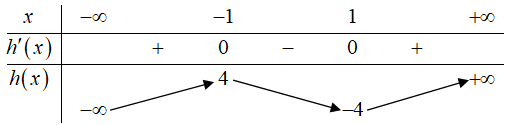 x −∞ −1 1 +∞
h′(x) + 0 − 0 +
h(x) 4 +∞
−∞ −4